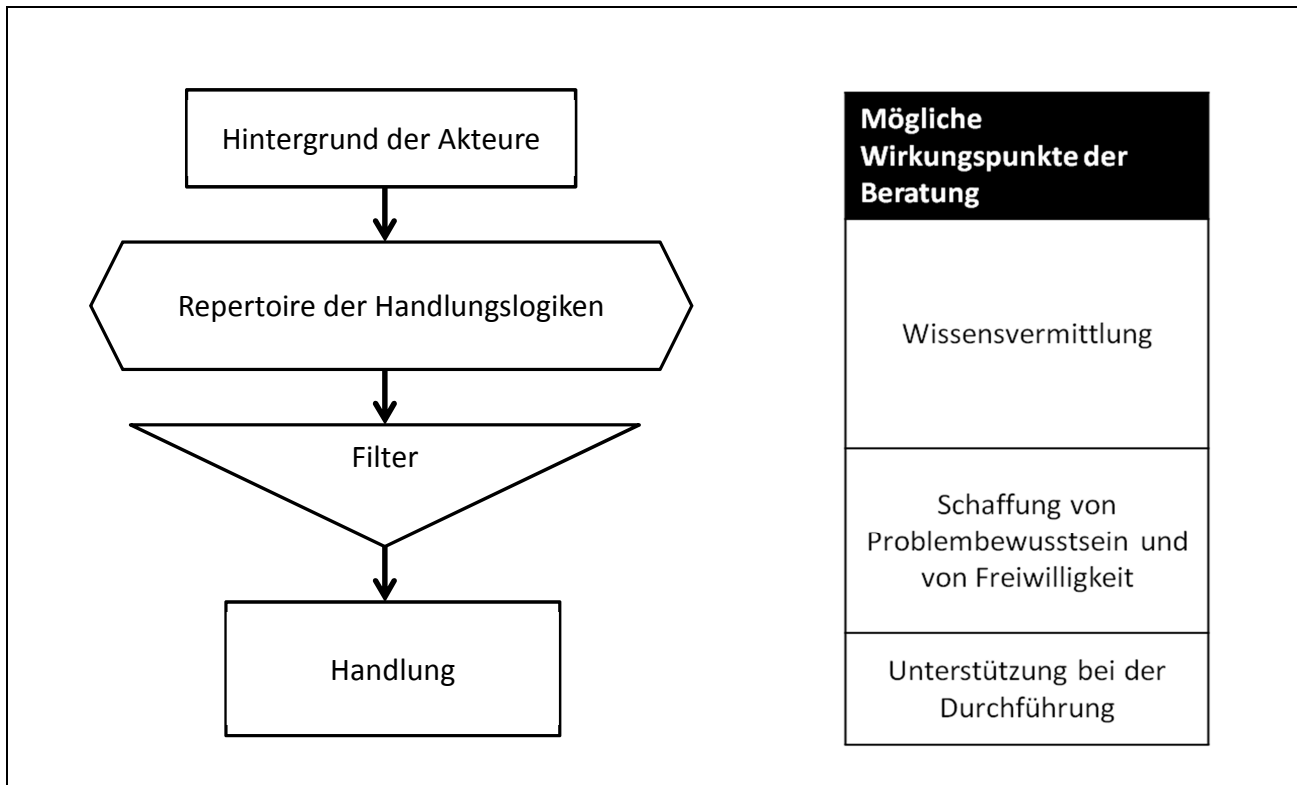 Hintergrund der Akteure
Repertoire der Handlungslogiken
Filter
Handlung
Mögliche
Wirkungspunkte der
Beratung
Wissensvermittlung
Schaffung von
Problembewusstsein und
von Freiwilligkeit
Unterstützung bei der
Durchführung